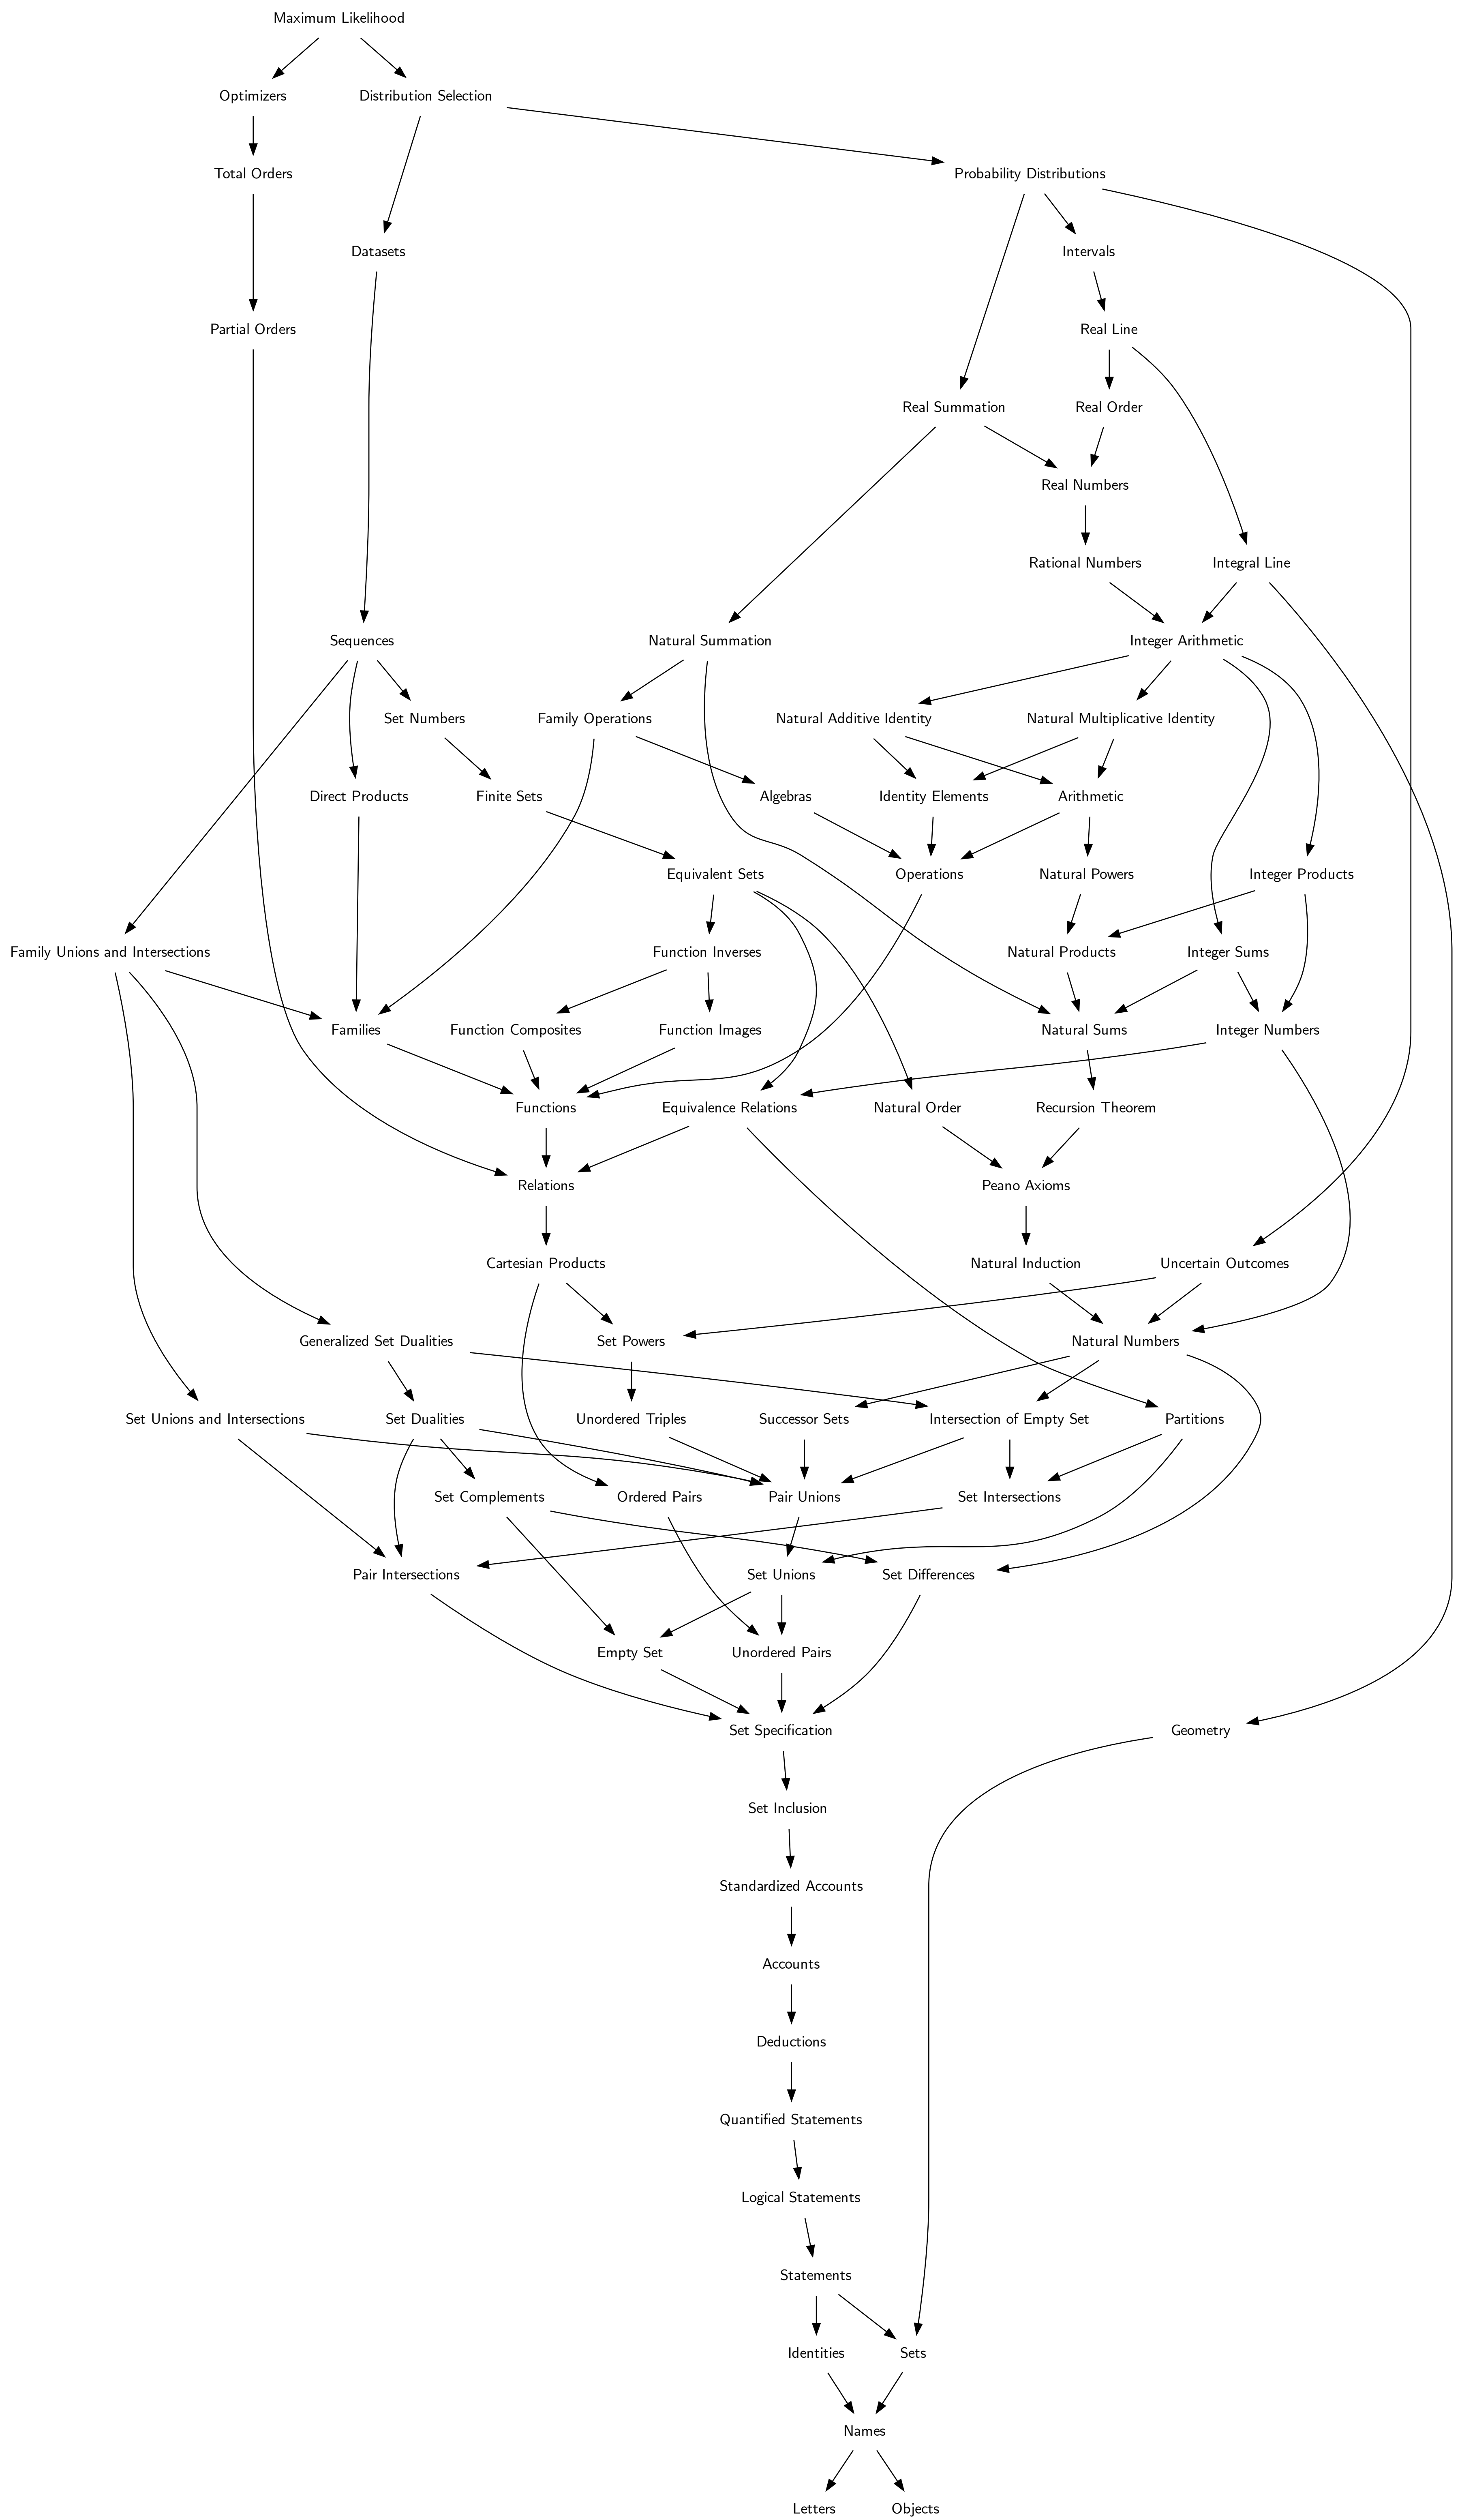 Maximum Likelihood
Optimizers
Distribution Selection
Total Orders
Probability Distributions
Datasets
Intervals
Partial Orders
Real Line
Real Summation
Real Order
Real Numbers
Rational Numbers
Integral Line
Sequences
Natural Summation
Integer Arithmetic
Set Numbers
Family Operations
Natural Additive Identity
Natural Multiplicative Identity
Direct Products
Finite Sets
Algebras
Identity Elements
Arithmetic
Equivalent Sets
Operations
Natural Powers
Integer Products
Family Unions and Intersections
Function Inverses
Natural Products
Integer Sums
Families
Function Composites
Function Images
Natural Sums
Integer Numbers
Functions
Equivalence Relations
Natural Order
Recursion Theorem
Relations
Peano Axioms
Cartesian Products
Natural Induction
Uncertain Outcomes
Generalized Set Dualities
Set Powers
Natural Numbers
Set Unions and Intersections
Set Dualities
Unordered Triples
Successor Sets
Intersection of Empty Set
Partitions
Set Complements
Ordered Pairs
Pair Unions
Set Intersections
Pair Intersections
Set Unions
Set Differences
Empty Set
Unordered Pairs
Set Specification
Geometry
Set Inclusion
Standardized Accounts
Accounts
Deductions
Quantified Statements
Logical Statements
Statements
Identities
Sets
Names
Letters
Objects